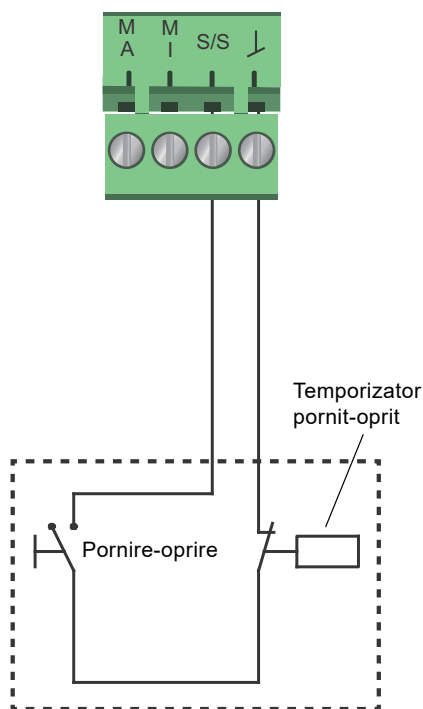 M A
M I
S/S
Temporizator
pornit-oprit
Pornire-oprire